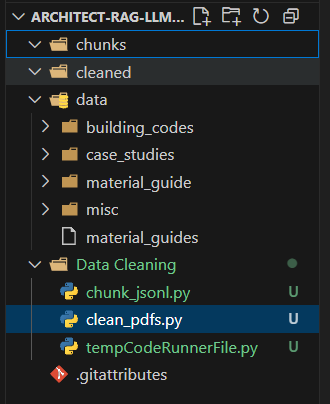 ARCHITECT-RAG-LLM...
chunks
cleaned
data
building_codes
case_studies
material_guide
misc
material_guides
Data Cleaning
chunk_jsonl.py U
clean_pdfs.py U
tempCodeRunnerFile.py U
.gitattributes